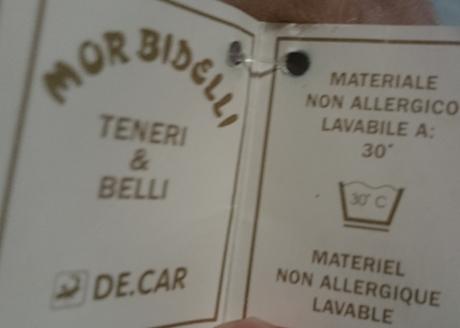 MORBIDELLI
TENERI
&
BELLI
DE.CAR
MATERIALE
NON ALLERGICO
LAVABILE A:
30°
30° C
MATERIEL
NON ALLERGIQUE
LAVABLE